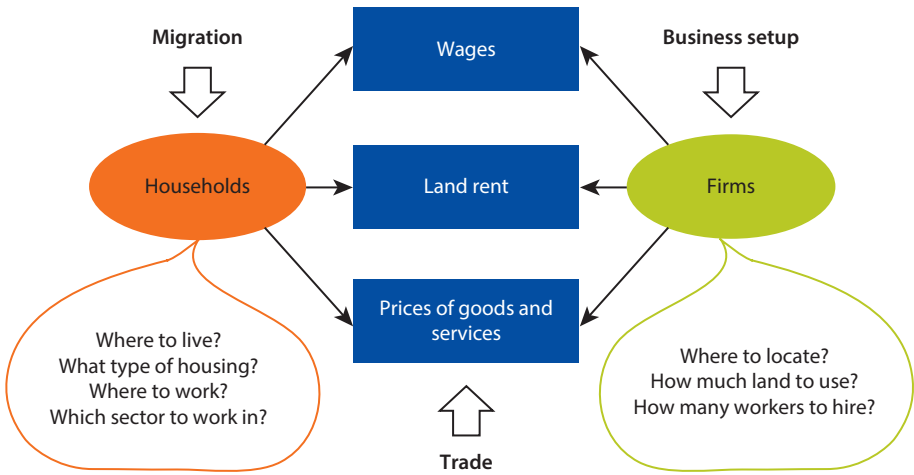 Migration
Business setup
Wages
Households
Land rent
Firms
Prices of goods and
services
Where to live?
What type of housing?
Where to work?
Which sector to work in?
Where to locate?
How much land to use?
How many workers to hire?
Trade